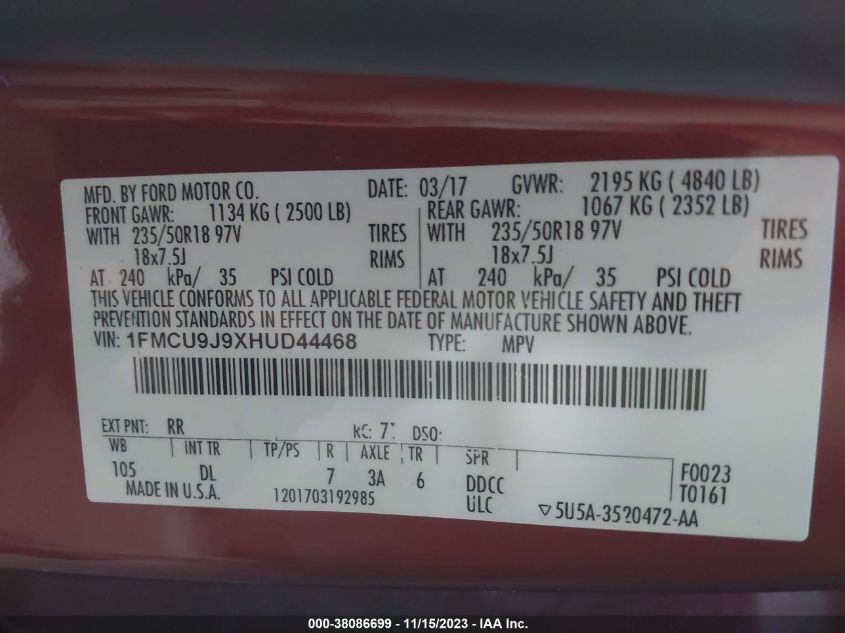 MFD. BY FORD MOTOR CO. DATE: 03/17 GVWR: 2195 KG ( 4840 LB)
FRONT GAWR: 1134 KG ( 2500 LB) REAR GAWR: 1067 KG ( 2352 LB)
WITH 235/50R18 97V TIRES WITH 235/50R18 97V TIRES
18x7.5J RIMS 18x7.5J RIMS
AT 240 kPa/ 35 PSI COLD AT 240 kPa/ 35 PSI COLD
THIS VEHICLE CONFORMS TO ALL APPLICABLE FEDERAL MOTOR VEHICLE SAFETY AND THEFT
PREVENTION STANDARDS IN EFFECT ON THE DATE OF MANUFACTURE SHOWN ABOVE.
VIN: 1FMCU9J9XHUD44468 TYPE: MPV
EXT PNT: RR RC: 77 DSO:
WB INT TR TP/PS R AXLE TR SPR
105 DL 7 3A 6 DDCC F0023
MADE IN U.S.A. 1201703192985 ULC T0161
5U5A-3520472-AA
000-38086699 - 11/15/2023 - IAA Inc.